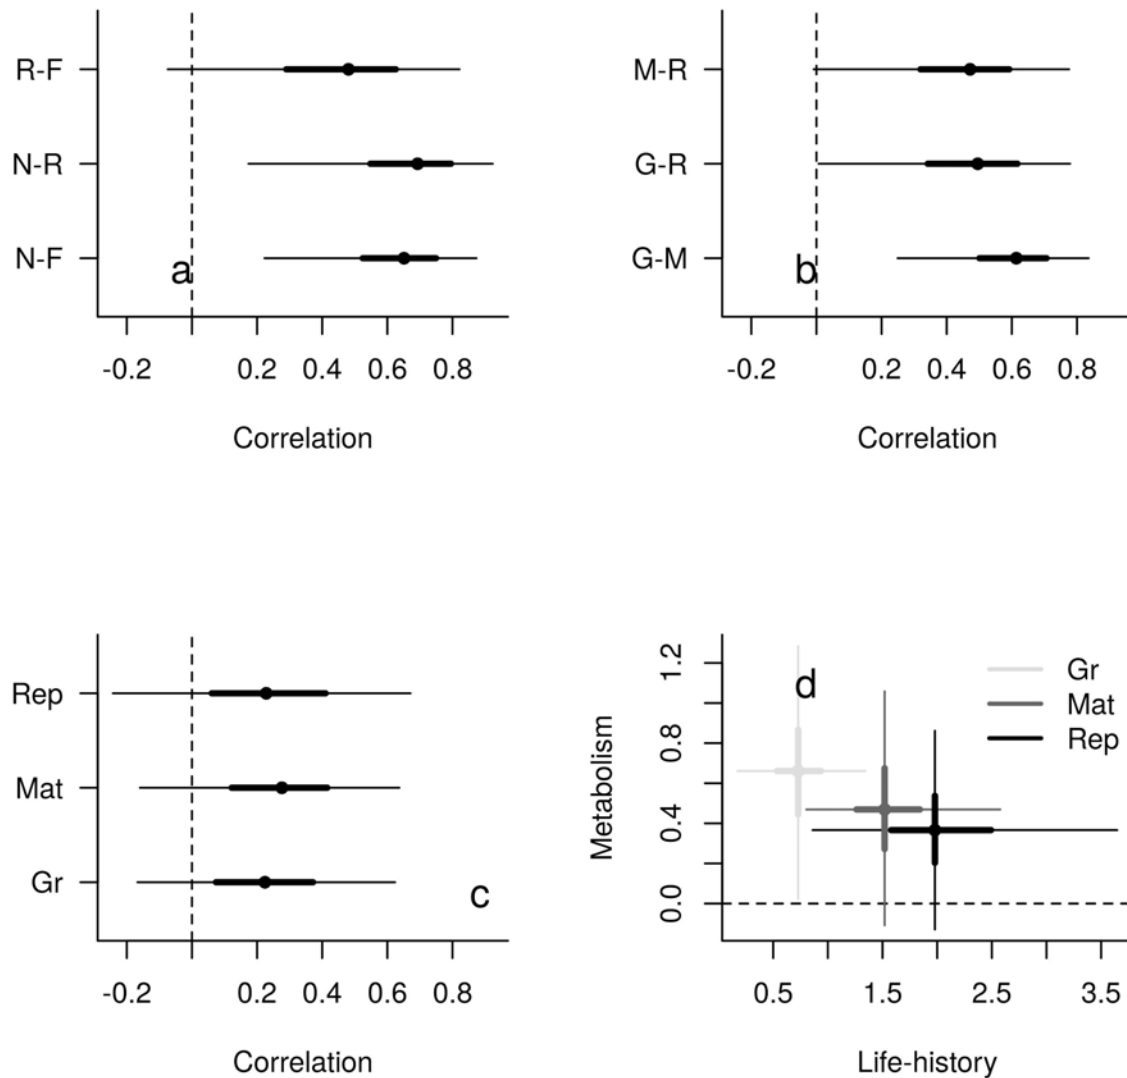 R-F
N-R
N-F
a
-0.2 0.2 0.4 0.6 0.8
Correlation
M-R
G-R
G-M
b
-0.2 0.2 0.4 0.6 0.8
Correlation
Rep
Mat
Gr
c
-0.2 0.2 0.4 0.6 0.8
Correlation
Metabolism
0.0 0.4 0.8 1.2
d
Gr
Mat
Rep
0.5 1.5 2.5 3.5
Life-history